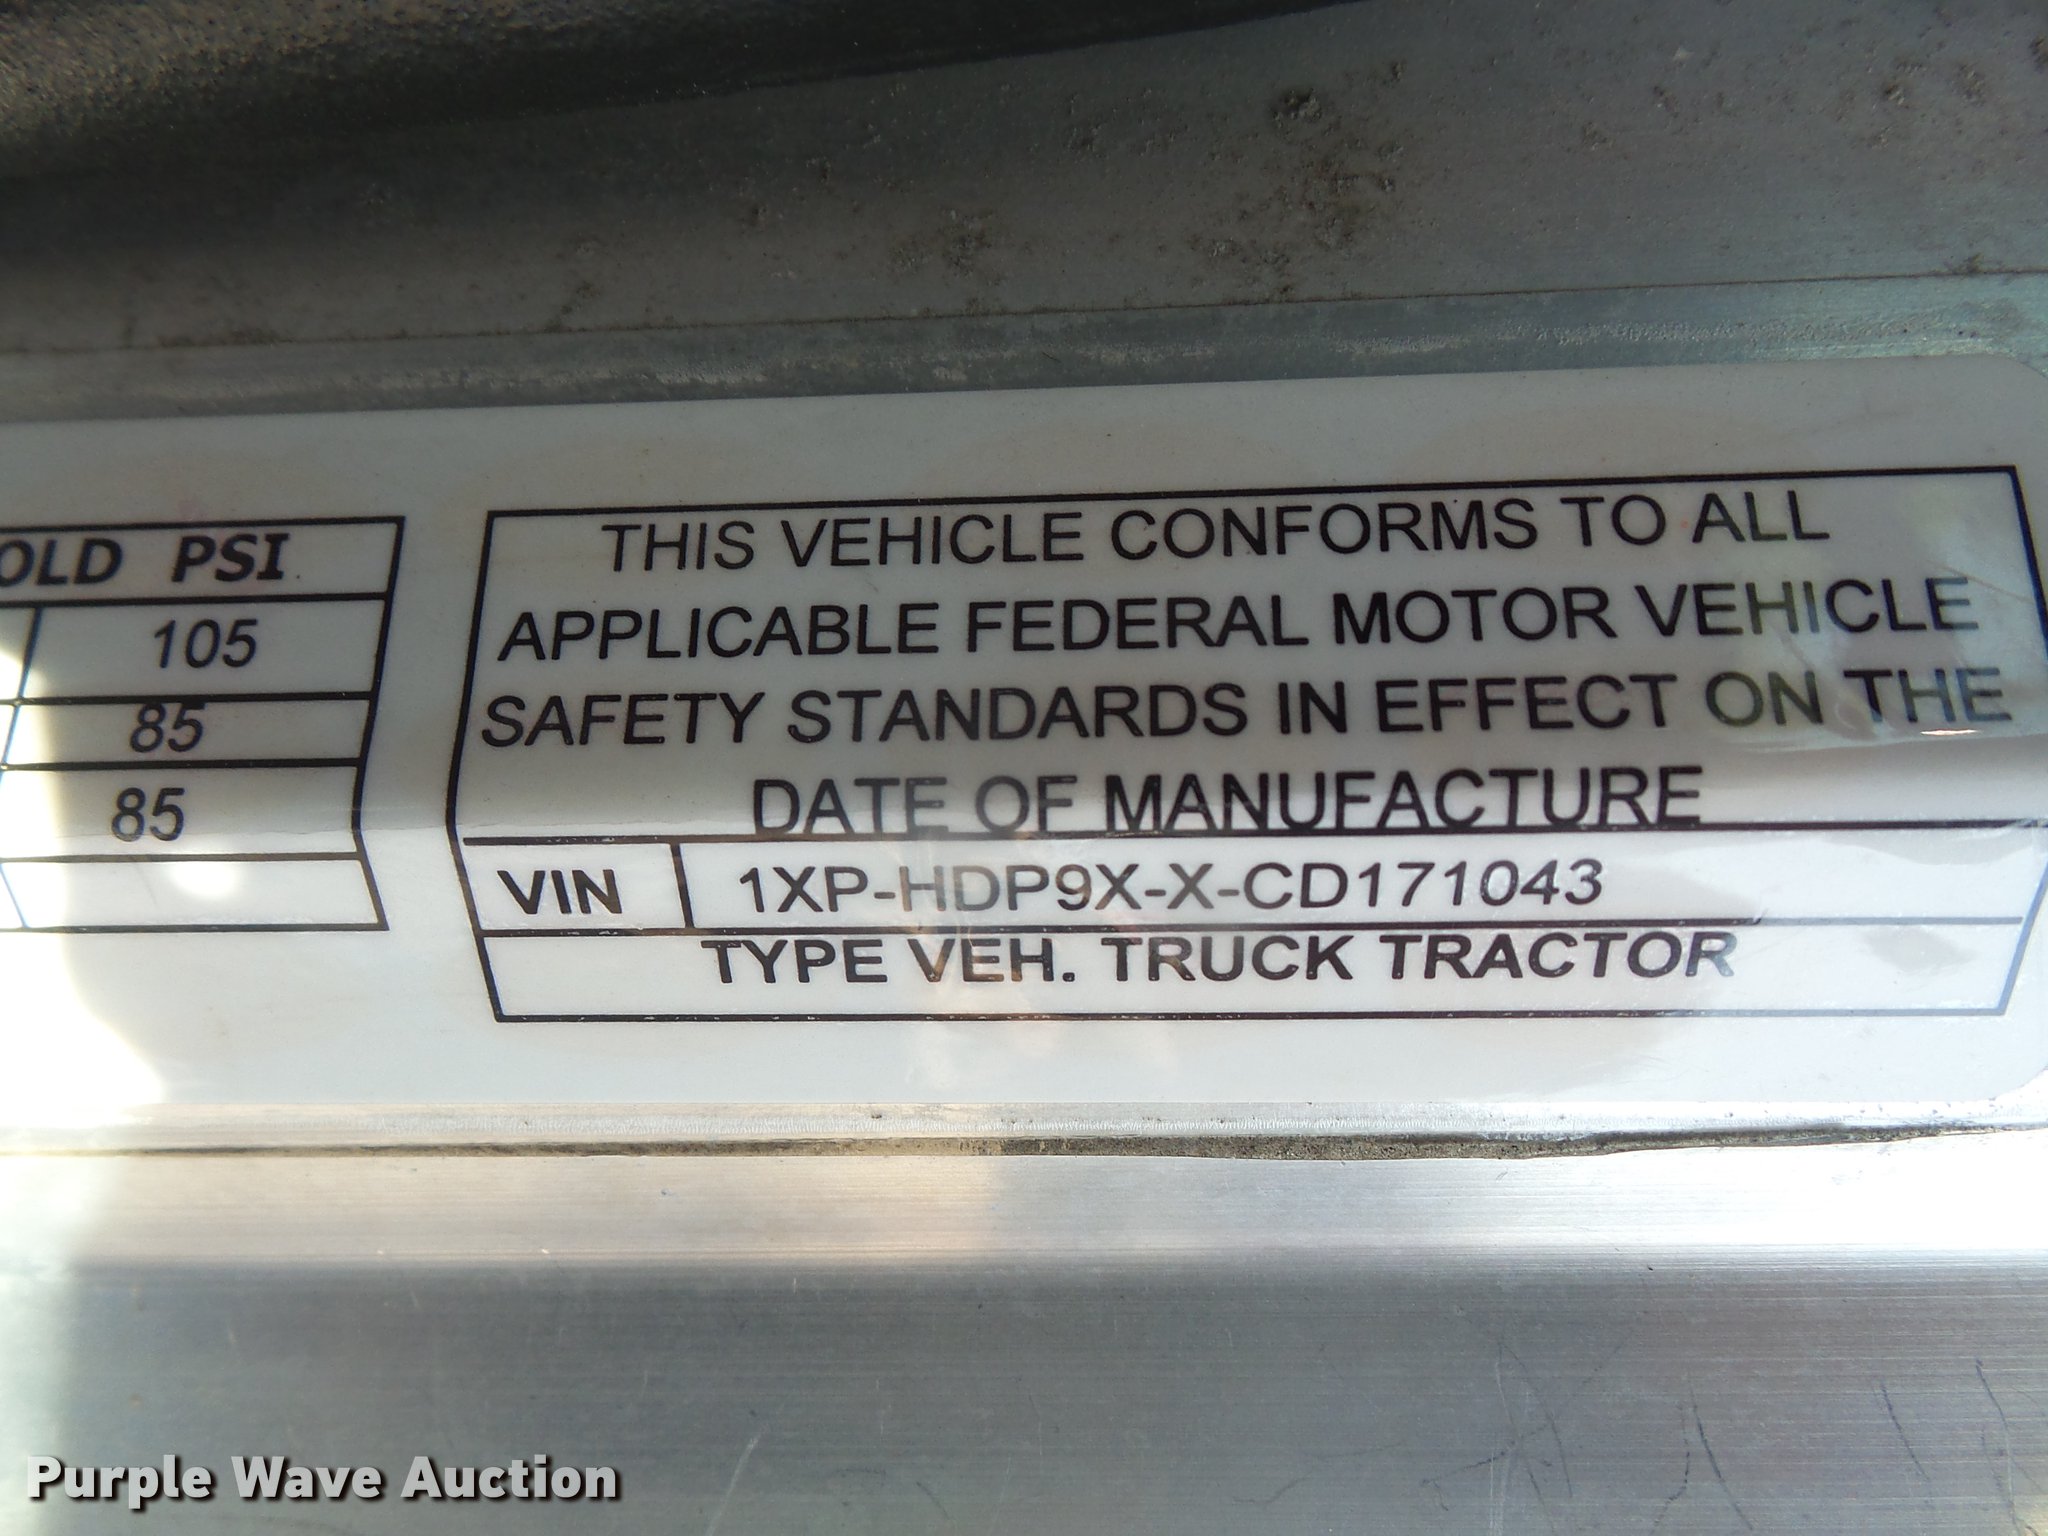 OLD PSI
105
85
85
THIS VEHICLE CONFORMS TO ALL
APPLICABLE FEDERAL MOTOR VEHICLE
SAFETY STANDARDS IN EFFECT ON THE
DATE OF MANUFACTURE
VIN 1XP-HDP9X-X-CD171043
TYPE VEH. TRUCK TRACTOR
Purple Wave Auction